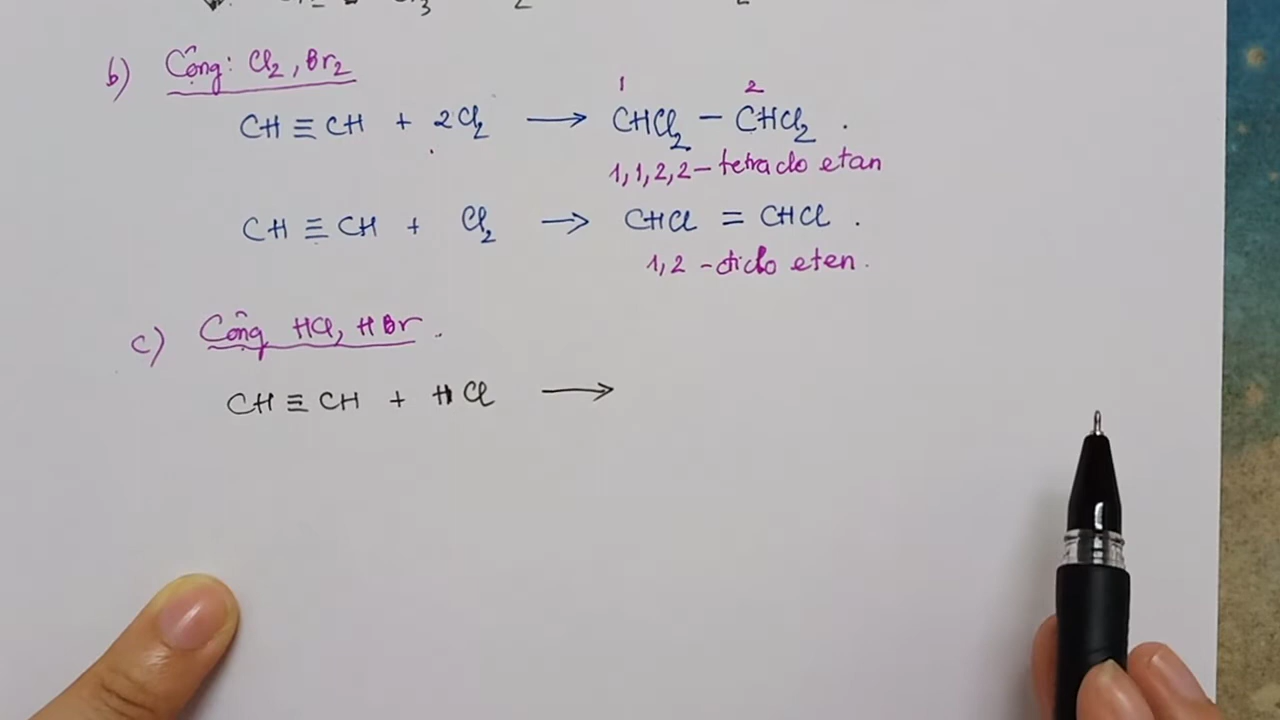 b) Cộng: Cl₂, Br₂
1 2
CH ≡ CH + 2Cl₂ → CHCl₂ – CHCl₂ .
1,1,2,2 – tetraclo etan
CH ≡ CH + Cl₂ → CHCl = CHCl .
1,2 – điclo eten.
c) Cộng HCl, HBr .
CH ≡ CH + HCl →